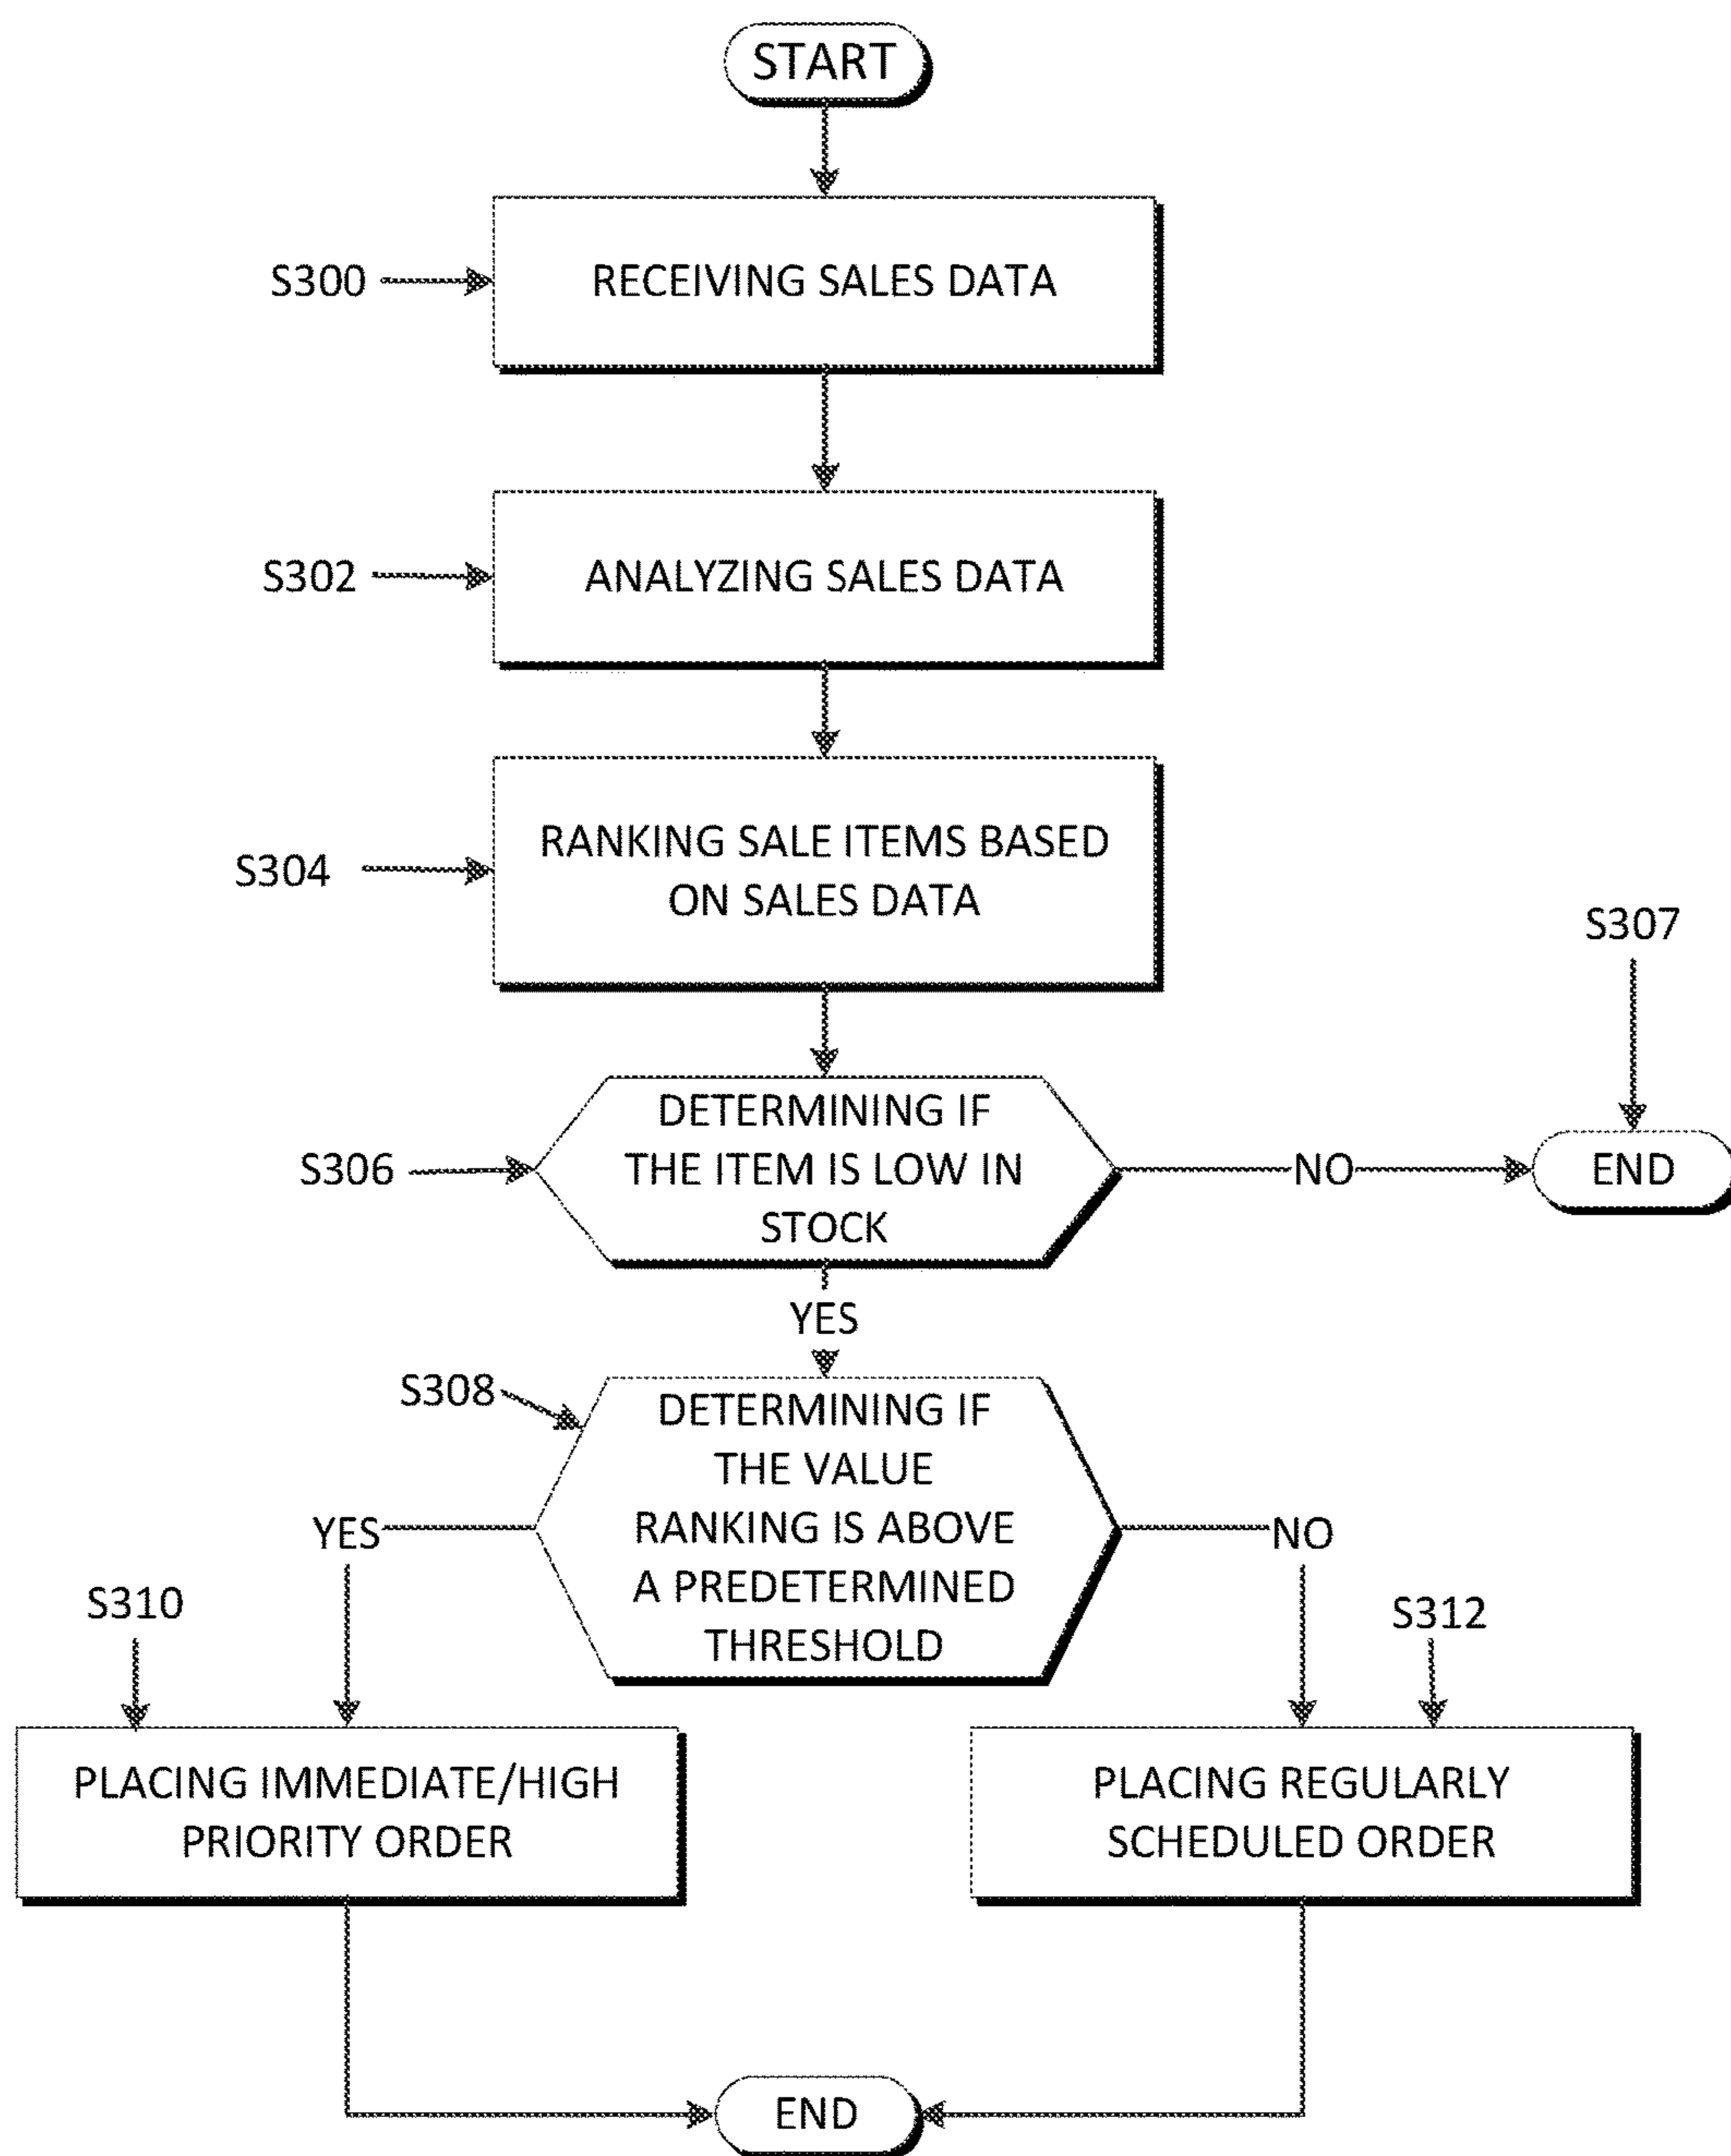 START
S300
RECEIVING SALES DATA
S302
ANALYZING SALES DATA
S304
RANKING SALE ITEMS BASED
ON SALES DATA
S307
S306
DETERMINING IF
THE ITEM IS LOW IN
STOCK
NO
END
YES
S308
DETERMINING IF
THE VALUE
RANKING IS ABOVE
A PREDETERMINED
THRESHOLD
YES
NO
S310
S312
PLACING IMMEDIATE/HIGH
PRIORITY ORDER
PLACING REGULARLY
SCHEDULED ORDER
END